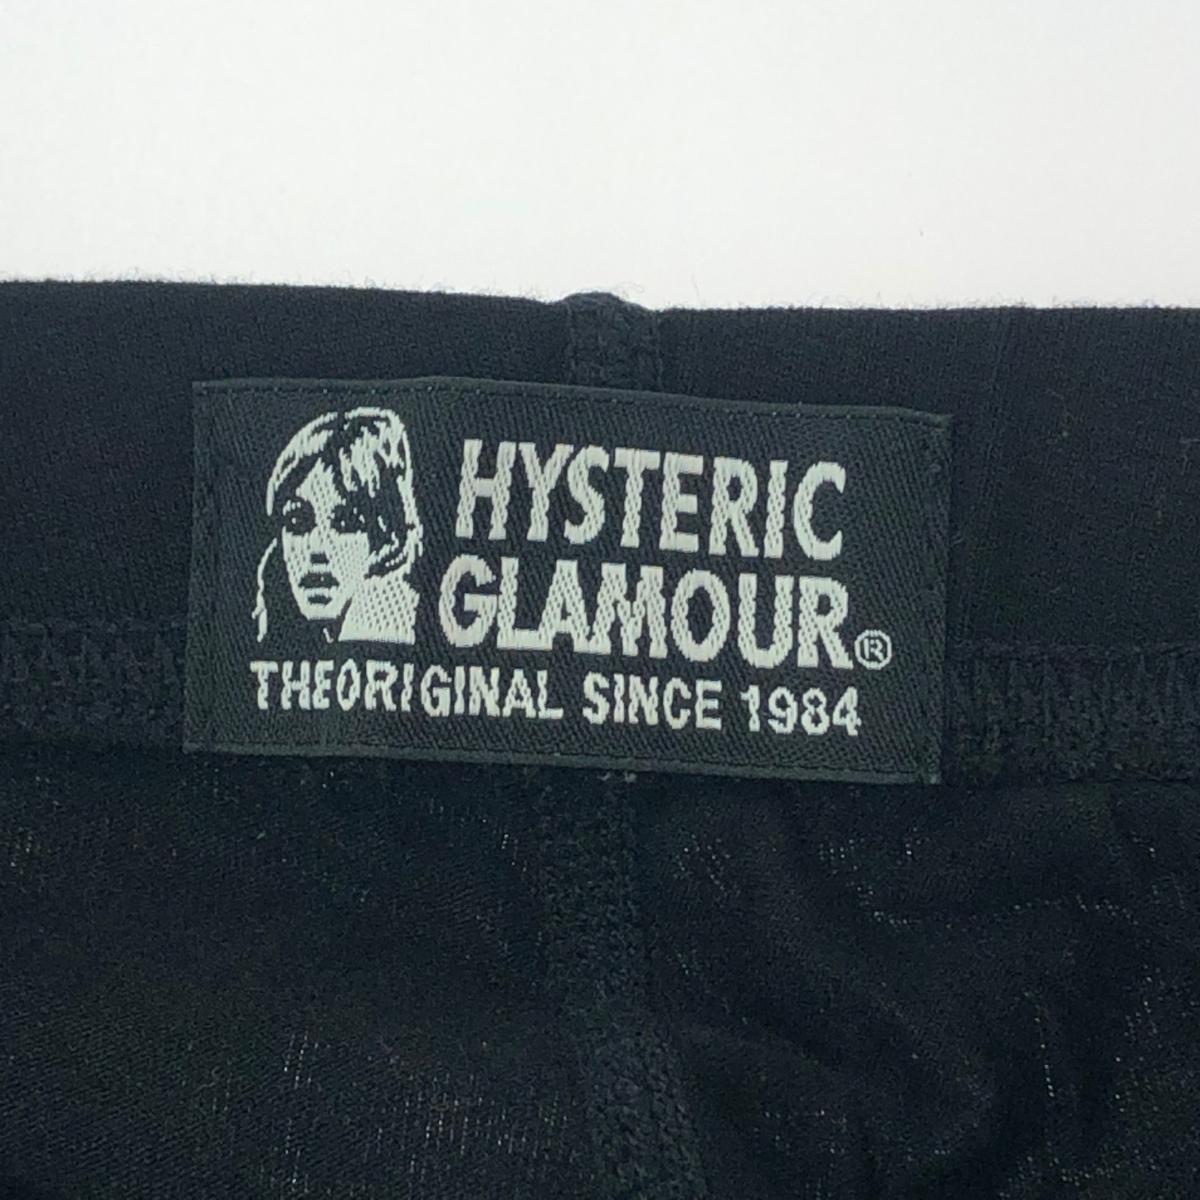 HYSTERIC
GLAMOUR®
THEORIGINAL SINCE 1984